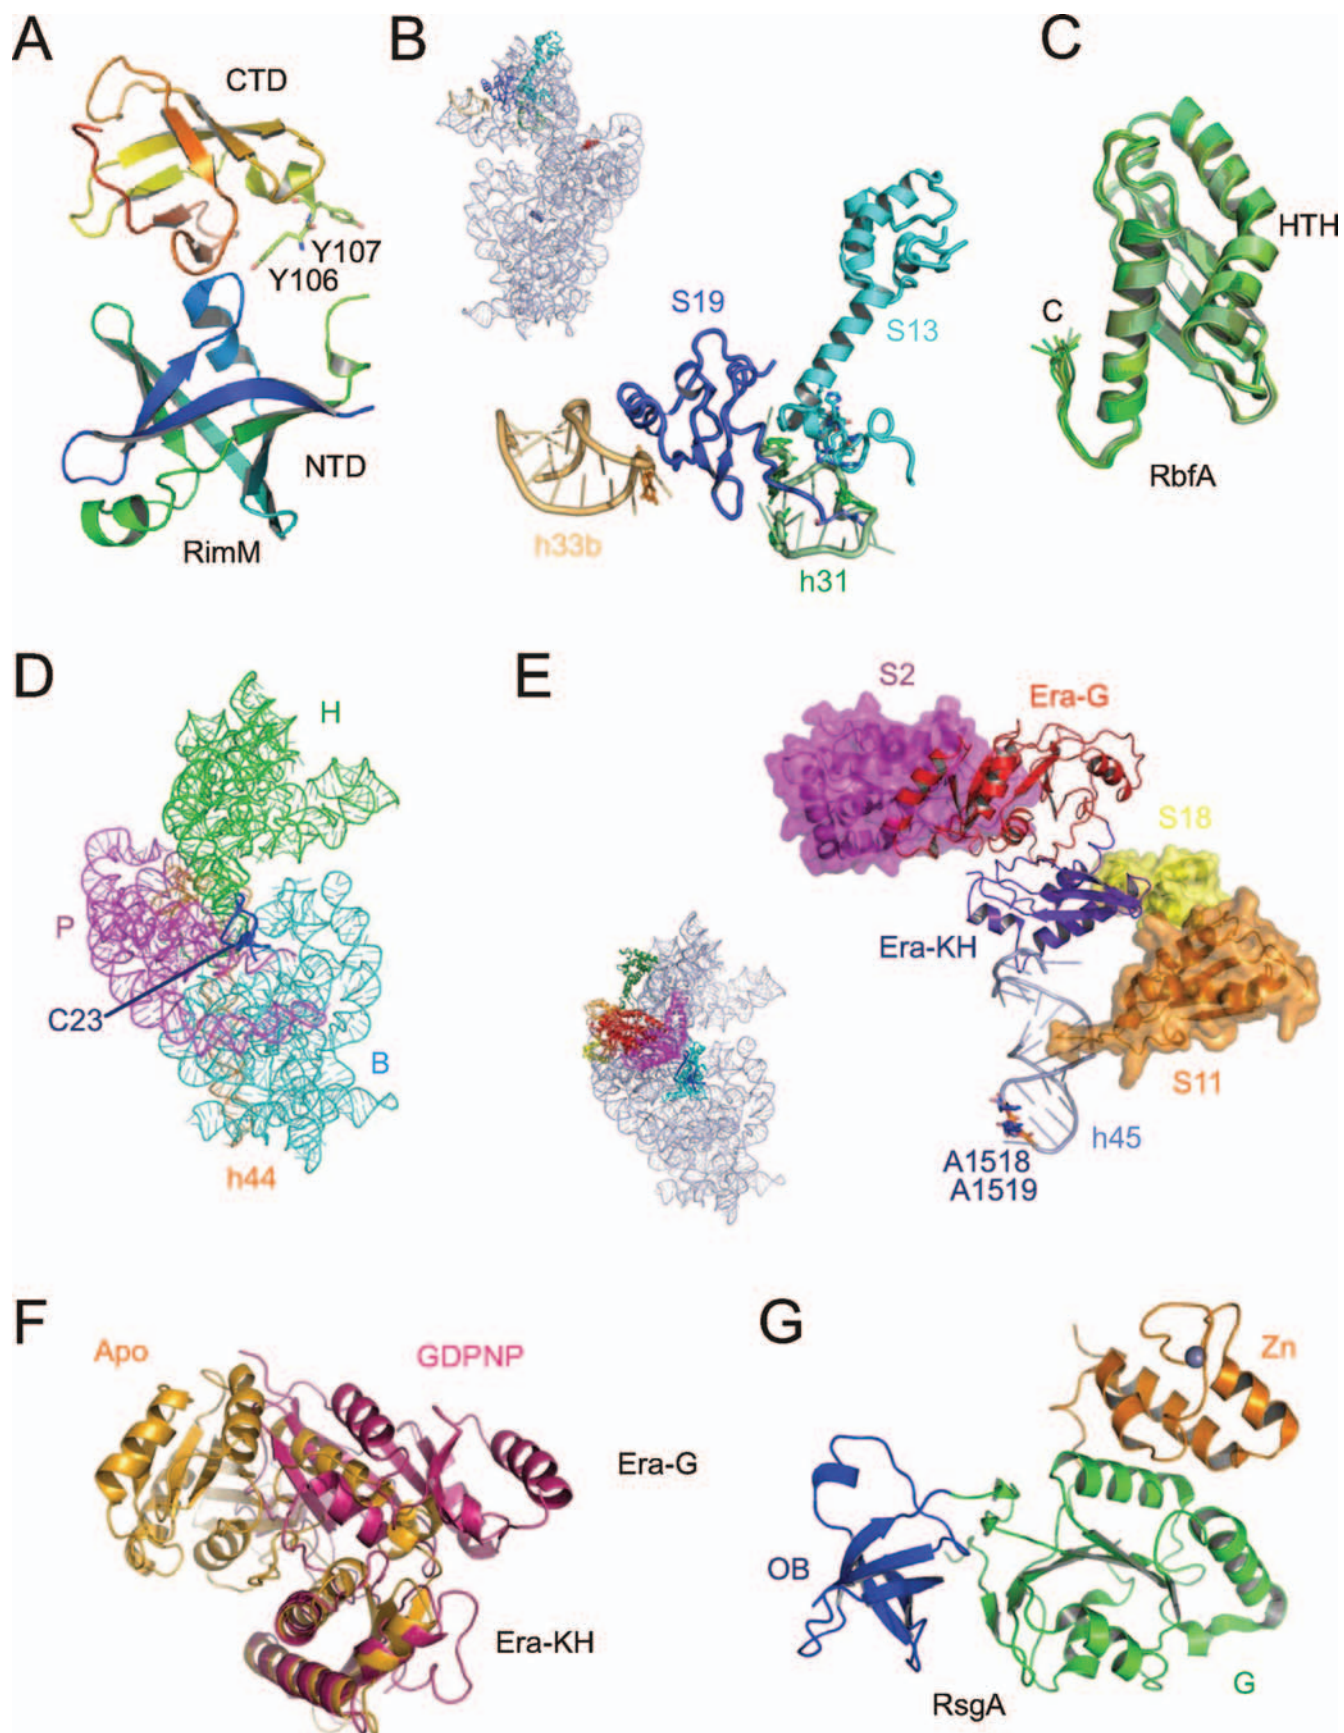 A
CTD
Y107
Y106
NTD
RimM
B
S19
S13
h33b
h31
C
HTH
C
RbfA
D
H
P
C23
B
h44
E
S2
Era-G
S18
Era-KH
S11
h45
A1518
A1519
F
Apo
GDPNP
Era-G
Era-KH
G
Zn
OB
G
RsgA